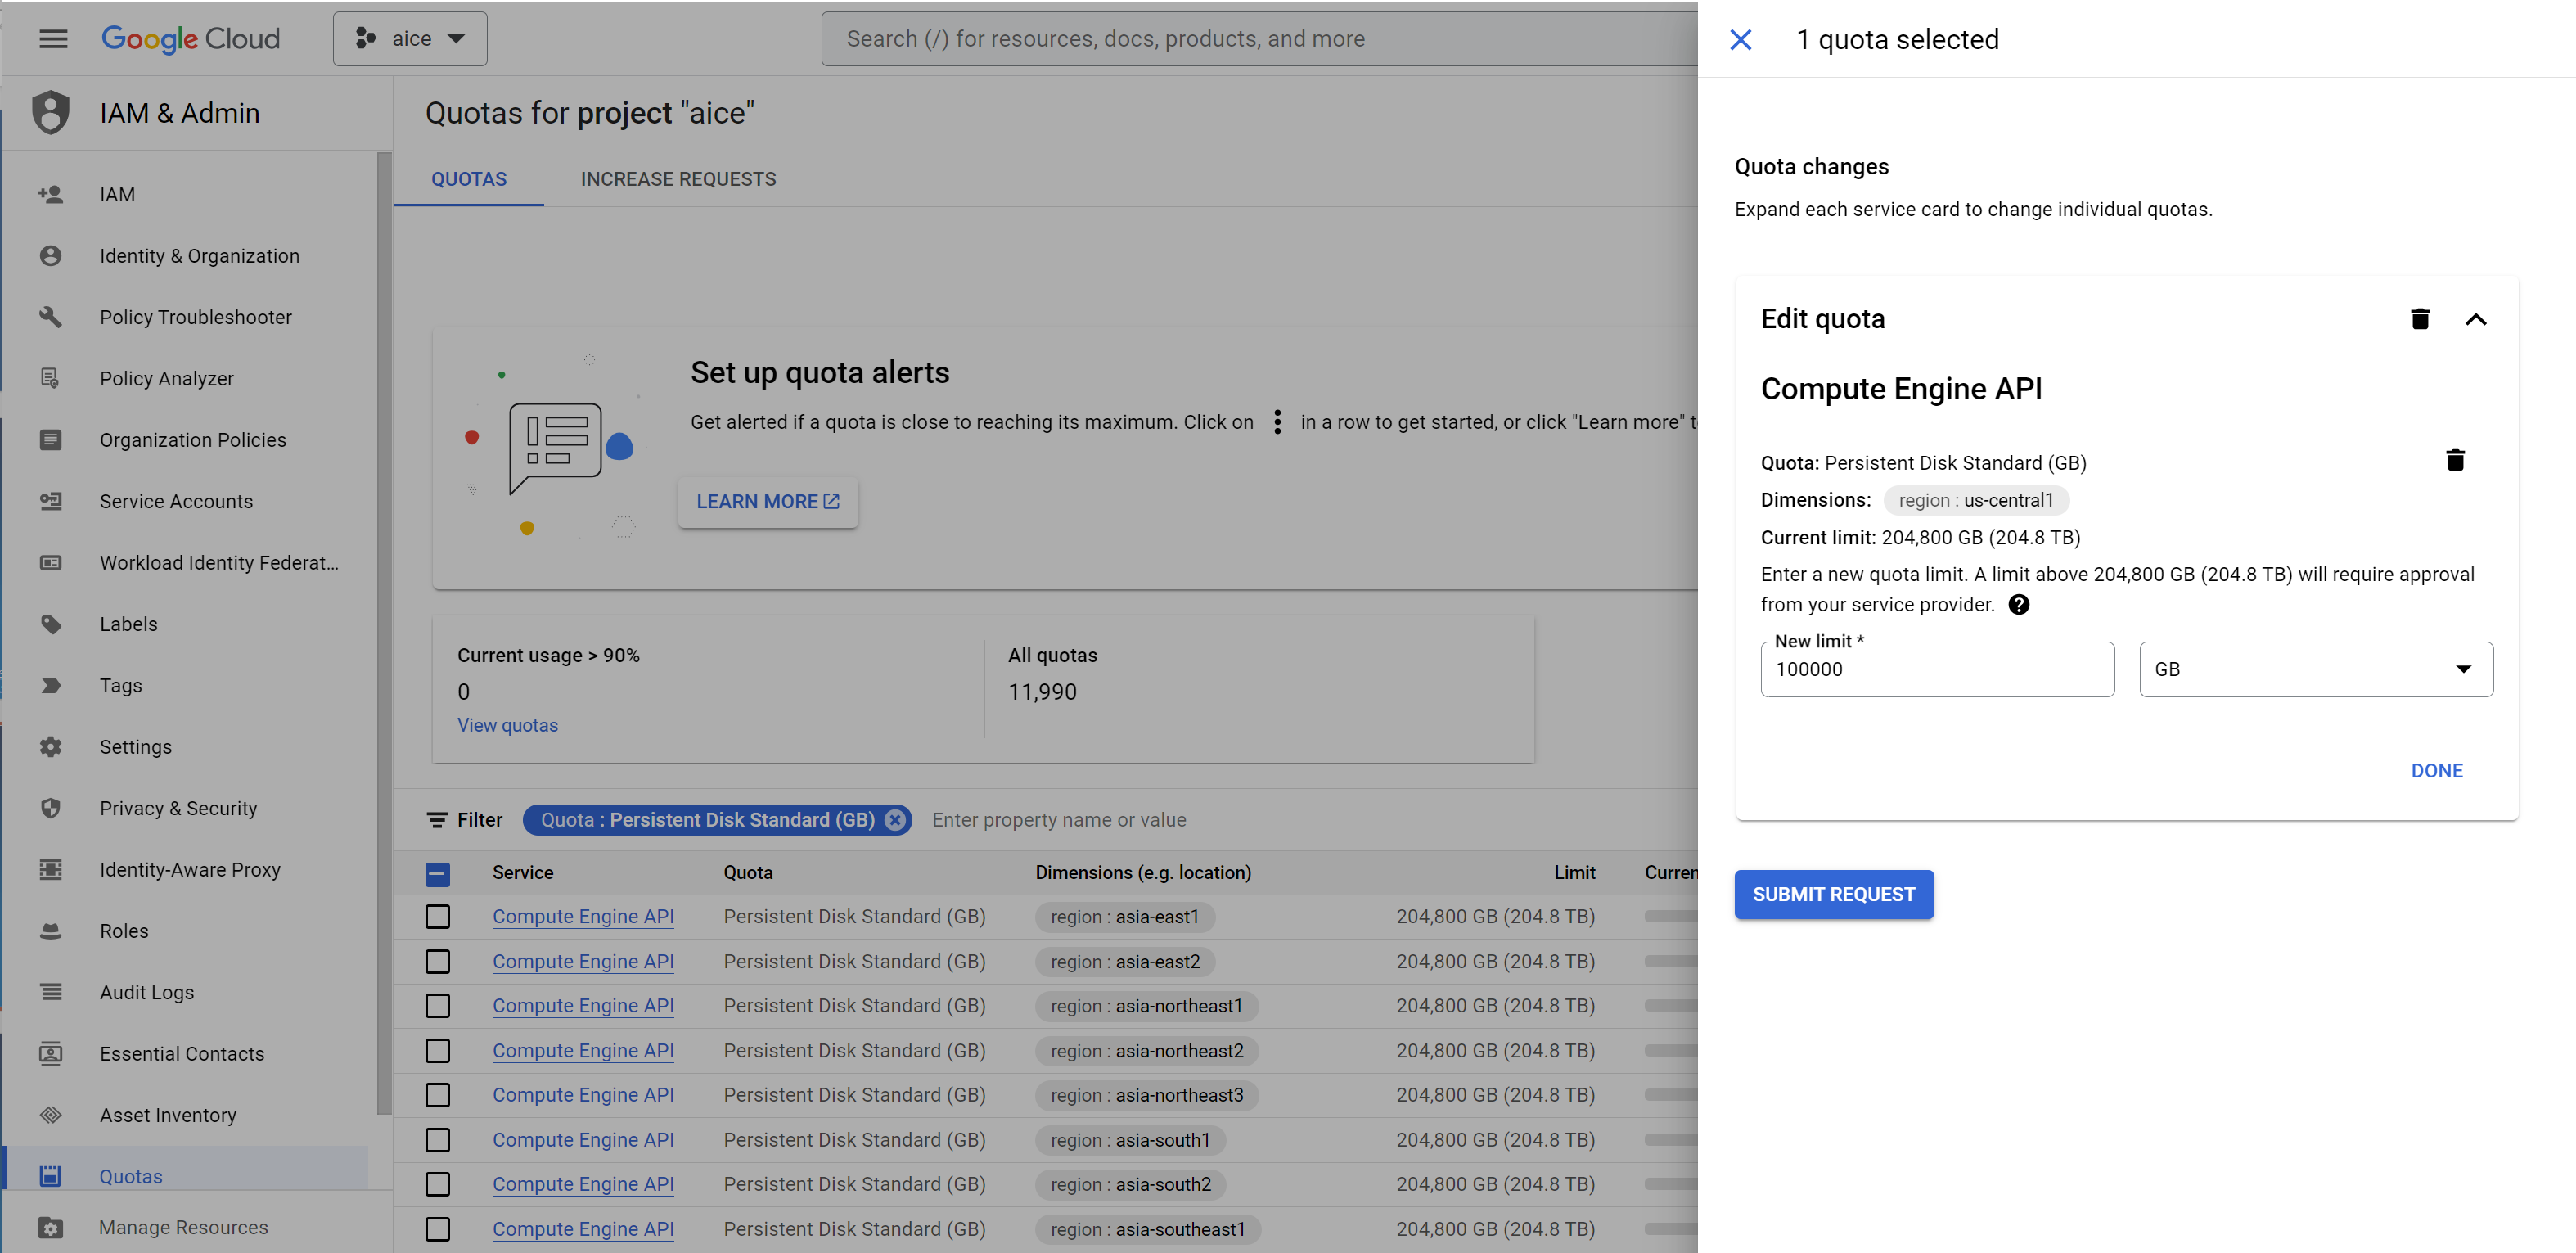 Google Cloud
aice
Search (/) for resources, docs, products, and more
IAM & Admin
IAM
Identity & Organization
Policy Troubleshooter
Policy Analyzer
Organization Policies
Service Accounts
Workload Identity Federat...
Labels
Tags
Settings
Privacy & Security
Identity-Aware Proxy
Roles
Audit Logs
Essential Contacts
Asset Inventory
Quotas
Manage Resources
Quotas for project "aice"
QUOTAS INCREASE REQUESTS
Set up quota alerts
Get alerted if a quota is close to reaching its maximum. Click on in a row to get started, or click "Learn more"
LEARN MORE
Current usage > 90%
0
View quotas
All quotas
11,990
Filter Quota : Persistent Disk Standard (GB) Enter property name or value
Service Quota Dimensions (e.g. location) Limit Curren
Compute Engine API Persistent Disk Standard (GB) region : asia-east1 204,800 GB (204.8 TB)
Compute Engine API Persistent Disk Standard (GB) region : asia-east2 204,800 GB (204.8 TB)
Compute Engine API Persistent Disk Standard (GB) region : asia-northeast1 204,800 GB (204.8 TB)
Compute Engine API Persistent Disk Standard (GB) region : asia-northeast2 204,800 GB (204.8 TB)
Compute Engine API Persistent Disk Standard (GB) region : asia-northeast3 204,800 GB (204.8 TB)
Compute Engine API Persistent Disk Standard (GB) region : asia-south1 204,800 GB (204.8 TB)
Compute Engine API Persistent Disk Standard (GB) region : asia-south2 204,800 GB (204.8 TB)
Compute Engine API Persistent Disk Standard (GB) region : asia-southeast1 204,800 GB (204.8 TB)
1 quota selected
Quota changes
Expand each service card to change individual quotas.
Edit quota
Compute Engine API
Quota: Persistent Disk Standard (GB)
Dimensions: region : us-central1
Current limit: 204,800 GB (204.8 TB)
Enter a new quota limit. A limit above 204,800 GB (204.8 TB) will require approval
from your service provider.
New limit *
100000
GB
DONE
SUBMIT REQUEST